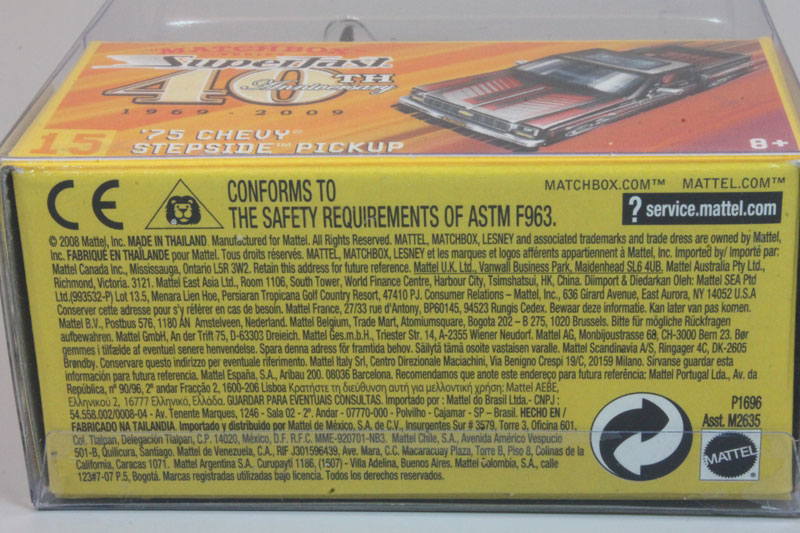 MATCHBOX
SERIES
Superfast
40TH
Anniversary
1969 - 2009
15
'75 CHEVY
STEPSIDE™ PICKUP
8+
CE
CONFORMS TO
THE SAFETY REQUIREMENTS OF ASTM F963.
MATCHBOX.COM™ MATTEL.COM™
? service.mattel.com
© 2008 Mattel, Inc. MADE IN THAILAND. Manufactured for Mattel. All Rights Reserved. MATTEL, MATCHBOX, LESNEY and associated trademarks and trade dress are owned by Mattel,
Inc. FABRIQUÉ EN THAÏLANDE pour Mattel. Tous droits réservés. MATTEL, MATCHBOX, LESNEY et les marques et logos afférents appartiennent à Mattel, Inc. Imported by/ Importé par:
Mattel Canada Inc., Mississauga, Ontario L5R 3W2. Retain this address for future reference. Mattel U.K. Ltd., Vanwall Business Park, Maidenhead SL6 4UB. Mattel Australia Pty Ltd.,
Richmond, Victoria. 3121. Mattel East Asia Ltd., Room 1106, South Tower, World Finance Centre, Harbour City, Tsimshatsui, HK, China. Diimport & Diedarkan Oleh: Mattel SEA Ptd
Ltd.(993532-P) Lot 13.5, Menara Lien Hoe, Persiaran Tropicana Golf Country Resort, 47410 PJ. Consumer Relations – Mattel, Inc., 636 Girard Avenue, East Aurora, NY 14052 U.S.A
Conserver cette adresse pour s'y référer en cas de besoin. Mattel France, 27/33 rue d'Antony, BP60145, 94523 Rungis Cedex. Bewaar deze informatie. Kan later van pas komen.
Mattel B.V., Postbus 576, 1180 AN Amstelveen, Nederland. Mattel Belgium, Trade Mart, Atomiumsquare, Bogota 202 – B 275, 1020 Brussels. Bitte für mögliche Rückfragen
aufbewahren. Mattel GmbH, An der Trift 75, D-63303 Dreieich. Mattel Ges.m.b.H., Triester Str. 14, A-2355 Wiener Neudorf. Mattel AG, Monbijoustrasse 68, CH-3000 Bern 23. Bør
gemmes i tilfælde af eventuel senere henvendelse. Spara denna adress för framtida behov. Säilytä tämä osoite vastaisen varalle. Mattel Scandinavia A/S, Ringager 4C, DK-2605
Brøndby. Conservare questo indirizzo per eventuale riferimento. Mattel Italy Srl, Centro Direzionale Maciachini, Via Benigno Crespi 19/C, 20159 Milano. Sírvanse guardar esta
información para futura referencia. Mattel España, S.A., Aribau 200. 08036 Barcelona. Recomendamos que anote este endereço para futura referência: Mattel Portugal Lda., Av. da
República, nº 90/96, 2º andar Fracção 2, 1600-206 Lisboa Κρατήστε τη διεύθυνση αυτή για μελλοντική χρήση: Mattel AEBE,
Ελληνικού 2, 16777 Ελληνικό, Ελλάδα. GUARDAR PARA EVENTUAIS CONSULTAS. Importado por : Mattel do Brasil Ltda.- CNPJ :
54.558.002/0008-04 - Av. Tenente Marques, 1246 - Sala 02 - 2º. Andar - 07770-000 - Polvilho - Cajamar - SP – Brasil. HECHO EN /
FABRICADO NA TAILANDIA. Importado y distribuido por Mattel de México, S.A. de C.V., Insurgentes Sur # 3579, Torre 3, Oficina 601,
Col. Tlalpan, Delegación Tlalpan, C.P. 14020, México, D.F. R.F.C. MME-920701-NB3. Mattel Chile, S.A., Avenida Américo Vespucio
501-B, Quilicura, Santiago. Mattel de Venezuela, C.A., RIF J301596439, Ave. Mara, C.C. Macaracuay Plaza, Torre B, Piso 8, Colinas de la
California, Caracas 1071. Mattel Argentina S.A. Curupaytí 1186, (1507) - Villa Adelina, Buenos Aires. Mattel Colombia, S.A., calle
123#7-07 P.5, Bogotá. Marcas registradas utilizadas bajo licencia. Todos los derechos reservados.
P1696
Asst. M2635
MATTEL